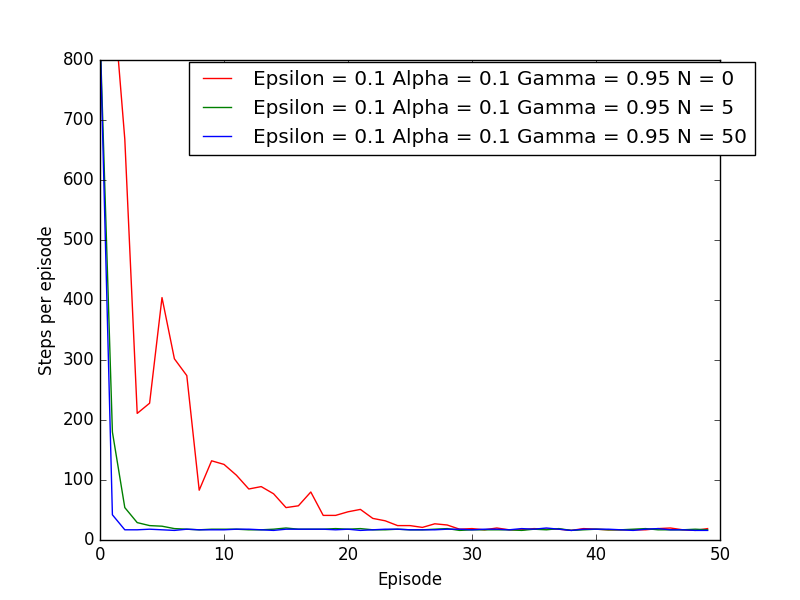 800
700
600
500
400
300
200
100
0
Steps per episode
Epsilon = 0.1 Alpha = 0.1 Gamma = 0.95 N = 0
Epsilon = 0.1 Alpha = 0.1 Gamma = 0.95 N = 5
Epsilon = 0.1 Alpha = 0.1 Gamma = 0.95 N = 50
0 10 20 30 40 50
Episode